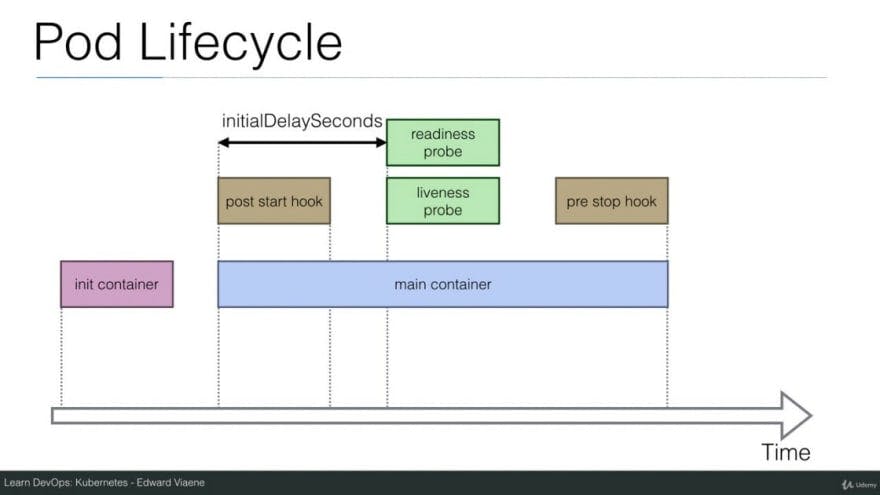 Pod Lifecycle
initialDelaySeconds
readiness
probe
post start hook
liveness
probe
pre stop hook
init container
main container
Time
Learn DevOps: Kubernetes - Edward Viaene
Udemy